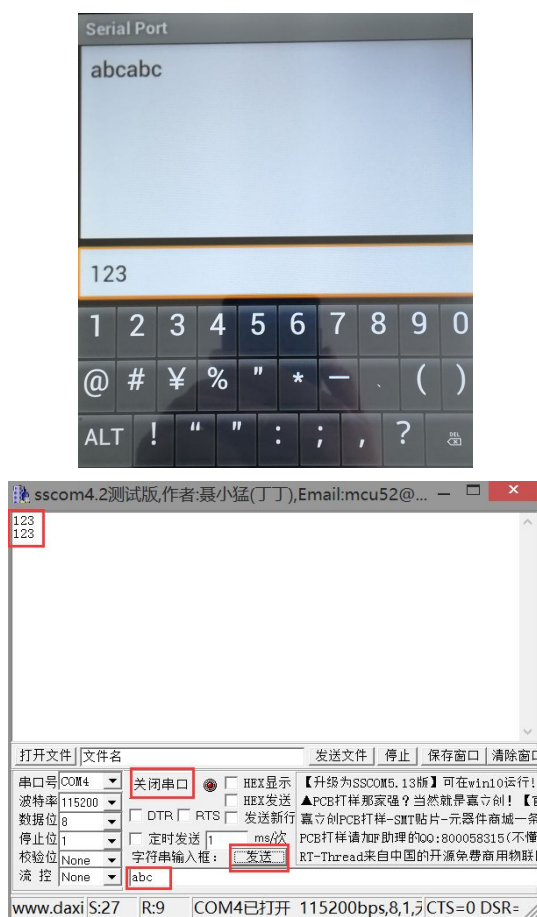 Serial Port
abcabc
123
1 2 3 4 5 6 7 8 9 0
@ # ¥ % " * — 、 ( )
ALT ! “ ” : ; , ? DEL
sscom4.2测试版,作者:聂小猛(丁丁),Email:mcu52@...
123
123
打开文件 文件名 发送文件 停止 保存窗口 清除窗口
串口号 COM4 关闭串口 HEX显示 【升级为SSCOM5.13版】可在win10运行!
波特率 115200 HEX发送 ▲PCB打样那家强?当然就是嘉立创!【
数据位 8 DTR RTS 发送新行 嘉立创PCB打样-SMT贴片-元器件商城一条
停止位 1 定时发送 1 ms/次 PCB打样请加F助理的QQ:800058315(不懂
校验位 None 字符串输入框: 发送 RT-Thread来自中国的开源免费商用物联
流 控 None abc
www.daxi S:27 R:9 COM4已打开 115200bps,8,1, CTS=0 DSR=